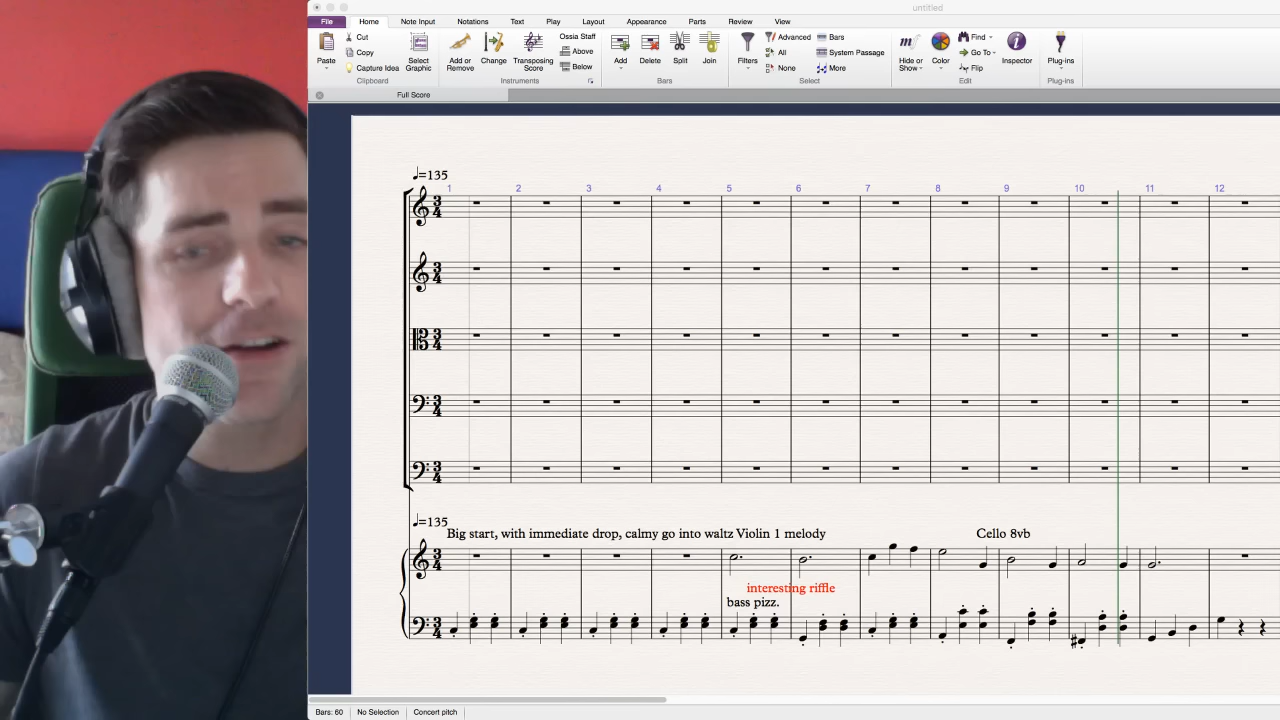 untitled
File Home Note Input Notations Text Play Layout Appearance Parts Review View
Paste
Cut
Copy
Capture Idea
Select Graphic
Clipboard
Add or Remove
Change
Transposing Score
Ossia Staff
Above
Below
Instruments
Add
Delete
Split
Join
Bars
Filters
Advanced
All
None
Bars
System Passage
More
Select
Hide or Show
Color
Find
Go To
Flip
Inspector
Edit
Plug-ins
Plug-ins
Full Score
♩=135
1 2 3 4 5 6 7 8 9 10 11 12
♩=135
Big start, with immediate drop, calmy go into waltz Violin 1 melody
Cello 8vb
interesting riffle
bass pizz.
Bars: 60 No Selection Concert pitch